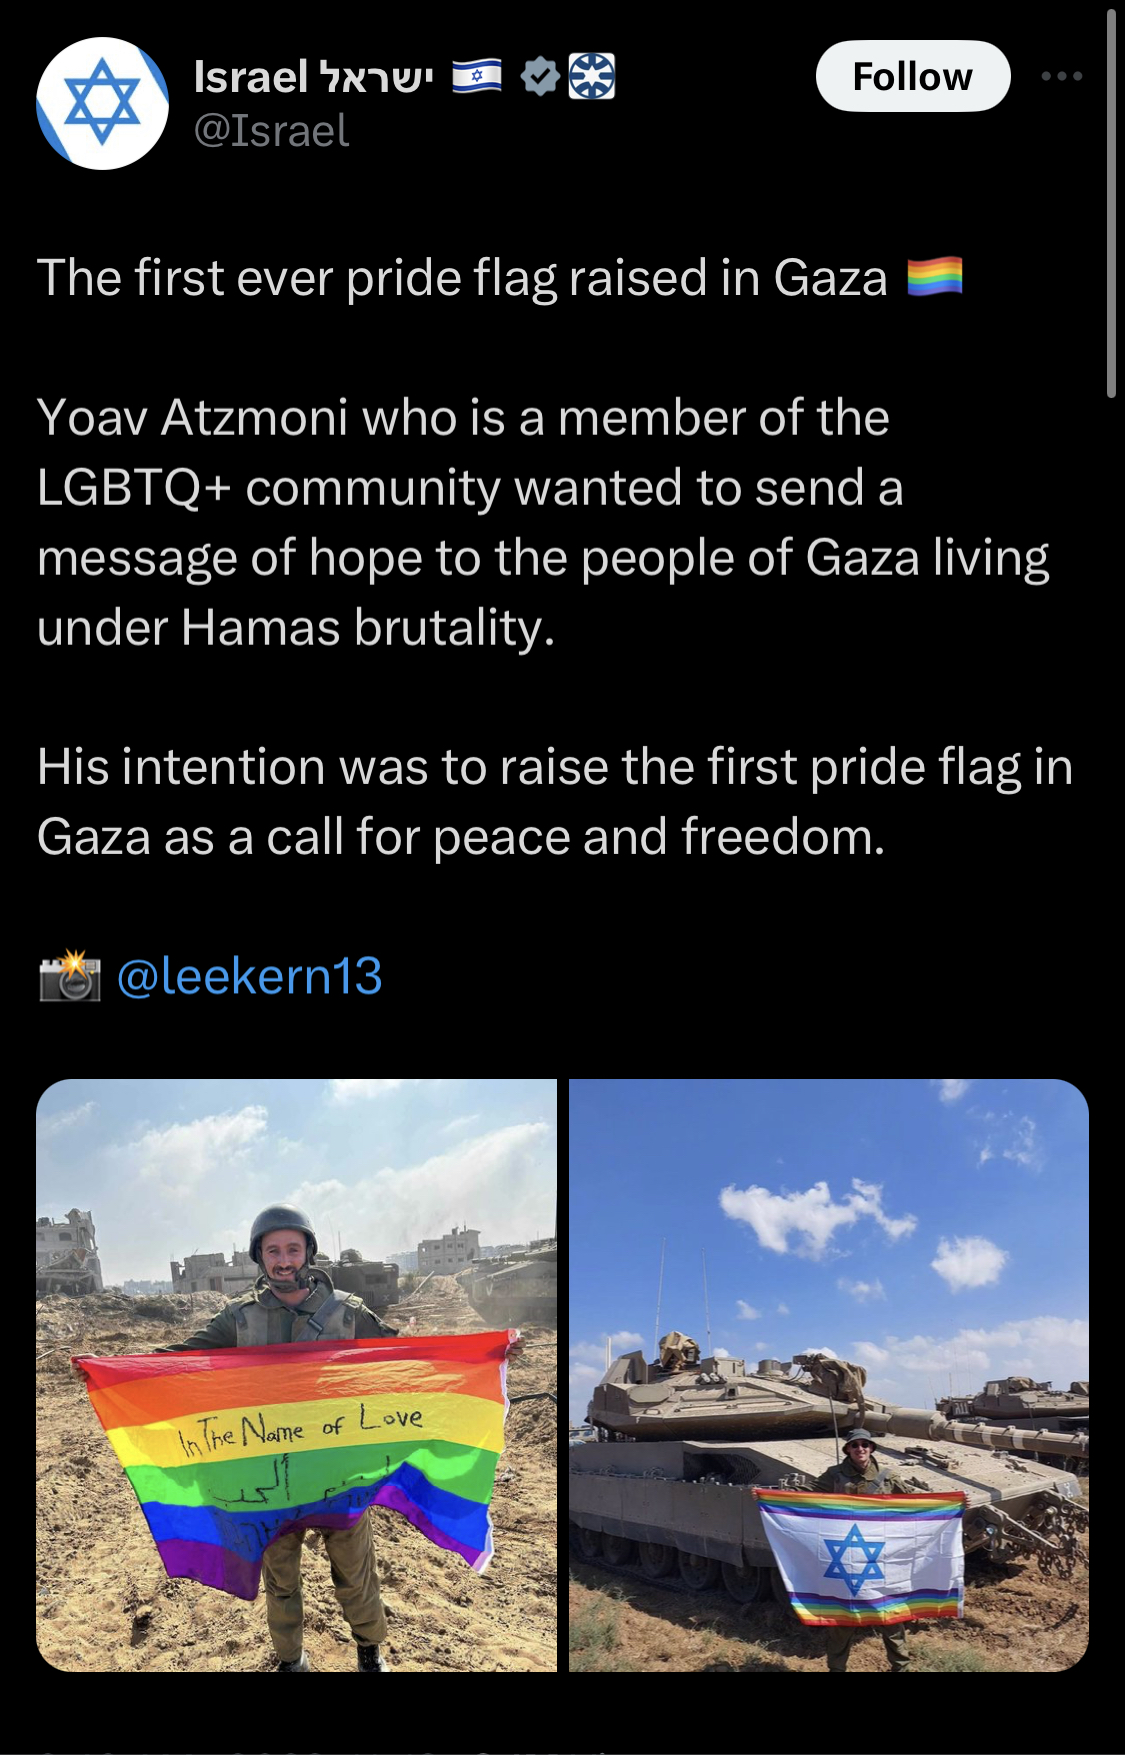 Israel ישראל 🇮🇱
@Israel
Follow
The first ever pride flag raised in Gaza 🏳️‍🌈
Yoav Atzmoni who is a member of the
LGBTQ+ community wanted to send a
message of hope to the people of Gaza living
under Hamas brutality.
His intention was to raise the first pride flag in
Gaza as a call for peace and freedom.
📸 @leekern13
In The Name of Love
الحب